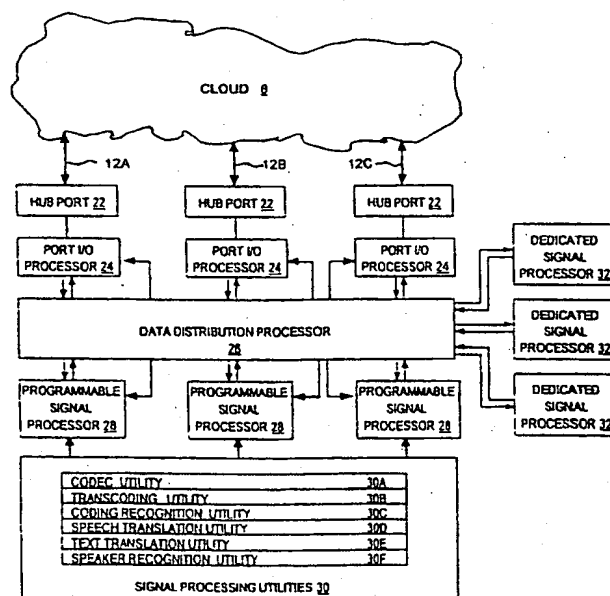 CLOUD 8
12A
12B
12C
HUB PORT 22
HUB PORT 22
HUB PORT 22
PORT I/O
PROCESSOR 24
PORT I/O
PROCESSOR 24
PORT I/O
PROCESSOR 24
DEDICATED
SIGNAL
PROCESSOR 32
DATA DISTRIBUTION PROCESSOR
26
DEDICATED
SIGNAL
PROCESSOR 32
DEDICATED
SIGNAL
PROCESSOR 32
PROGRAMMABLE
SIGNAL
PROCESSOR 28
PROGRAMMABLE
SIGNAL
PROCESSOR 28
PROGRAMMABLE
SIGNAL
PROCESSOR 28
CODEC UTILITY 30A
TRANSCODING UTILITY 30B
CODING RECOGNITION UTILITY 30C
SPEECH TRANSLATION UTILITY 30D
TEXT TRANSLATION UTILITY 30E
SPEAKER RECOGNITION UTILITY 30F
SIGNAL PROCESSING UTILITIES 30